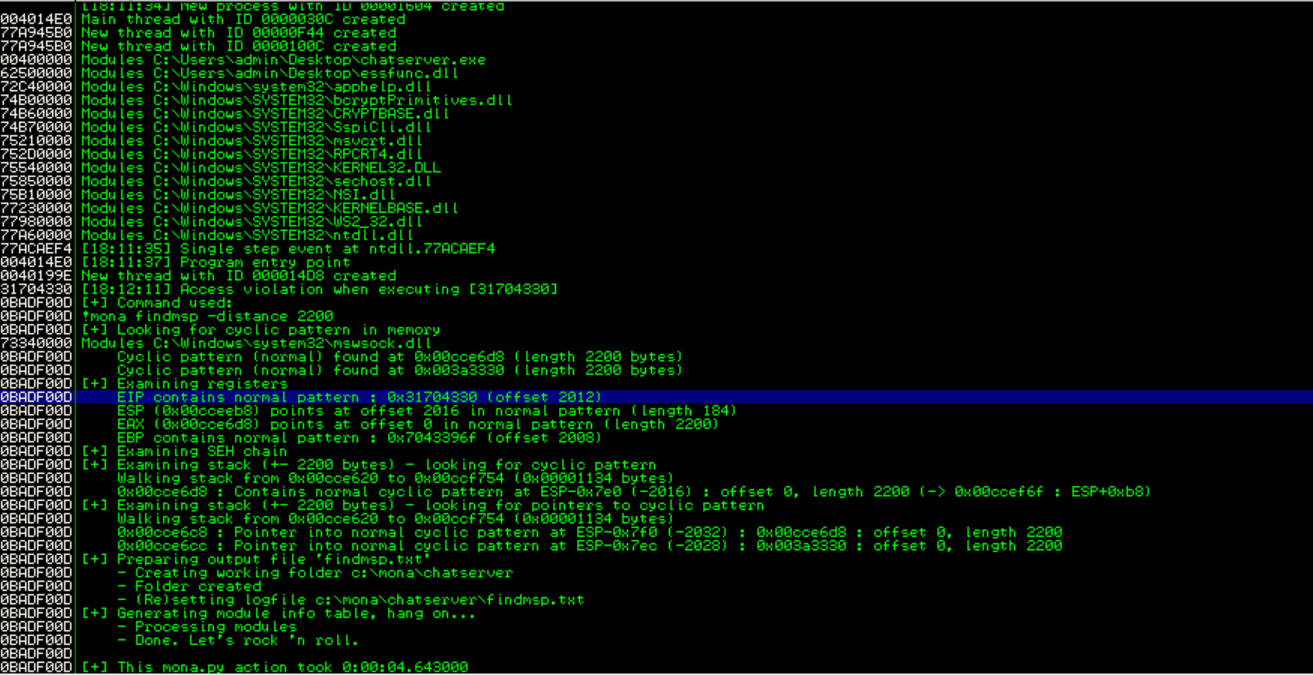 [18:11:34] New process with ID 00001604 created
004014E0 Main thread with ID 0000030C created
77A945B0 New thread with ID 00000F44 created
77A945B0 New thread with ID 0000100C created
00400000 Modules C:\Users\admin\Desktop\chatserver.exe
62500000 Modules C:\Users\admin\Desktop\essfunc.dll
72C40000 Modules C:\Windows\system32\apphelp.dll
74B00000 Modules C:\Windows\SYSTEM32\bcryptPrimitives.dll
74B60000 Modules C:\Windows\SYSTEM32\CRYPTBASE.dll
74B70000 Modules C:\Windows\SYSTEM32\SspiCli.dll
75210000 Modules C:\Windows\SYSTEM32\msvcrt.dll
752D0000 Modules C:\Windows\SYSTEM32\RPCRT4.dll
75540000 Modules C:\Windows\SYSTEM32\KERNEL32.DLL
75850000 Modules C:\Windows\SYSTEM32\sechost.dll
75B10000 Modules C:\Windows\SYSTEM32\NSI.dll
77230000 Modules C:\Windows\SYSTEM32\KERNELBASE.dll
77980000 Modules C:\Windows\SYSTEM32\WS2_32.dll
77A60000 Modules C:\Windows\SYSTEM32\ntdll.dll
77ACAEF4 [18:11:35] Single step event at ntdll.77ACAEF4
004014E0 [18:11:37] Program entry point
0040199E New thread with ID 000014D8 created
31704330 [18:12:11] Access violation when executing [31704330]
0BADF00D [+] Command used:
0BADF00D !mona findmsp -distance 2200
0BADF00D [+] Looking for cyclic pattern in memory
73340000 Modules C:\Windows\system32\mswsock.dll
0BADF00D Cyclic pattern (normal) found at 0x00cce6d8 (length 2200 bytes)
0BADF00D Cyclic pattern (normal) found at 0x003a3330 (length 2200 bytes)
0BADF00D [+] Examining registers
0BADF00D EIP contains normal pattern : 0x31704330 (offset 2012)
0BADF00D ESP (0x00cceeb8) points at offset 2016 in normal pattern (length 184)
0BADF00D EAX (0x00cce6d8) points at offset 0 in normal pattern (length 2200)
0BADF00D EBP contains normal pattern : 0x7043396f (offset 2008)
0BADF00D [+] Examining SEH chain
0BADF00D [+] Examining stack (+- 2200 bytes) - looking for cyclic pattern
0BADF00D Walking stack from 0x00cce620 to 0x00ccf754 (0x00001134 bytes)
0BADF00D 0x00cce6d8 : Contains normal cyclic pattern at ESP-0x7e0 (-2016) : offset 0, length 2200 (-> 0x00ccef6f : ESP+0xb8)
0BADF00D [+] Examining stack (+- 2200 bytes) - looking for pointers to cyclic pattern
0BADF00D Walking stack from 0x00cce620 to 0x00ccf754 (0x00001134 bytes)
0BADF00D 0x00cce6c8 : Pointer into normal cyclic pattern at ESP-0x7f0 (-2032) : 0x00cce6d8 : offset 0, length 2200
0BADF00D 0x00cce6cc : Pointer into normal cyclic pattern at ESP-0x7ec (-2028) : 0x003a3330 : offset 0, length 2200
0BADF00D [+] Preparing output file 'findmsp.txt'
0BADF00D - Creating working folder c:\mona\chatserver
0BADF00D - Folder created
0BADF00D - (Re)setting logfile c:\mona\chatserver\findmsp.txt
0BADF00D [+] Generating module info table, hang on...
0BADF00D - Processing modules
0BADF00D - Done. Let's rock 'n roll.
0BADF00D
0BADF00D [+] This mona.py action took 0:00:04.643000